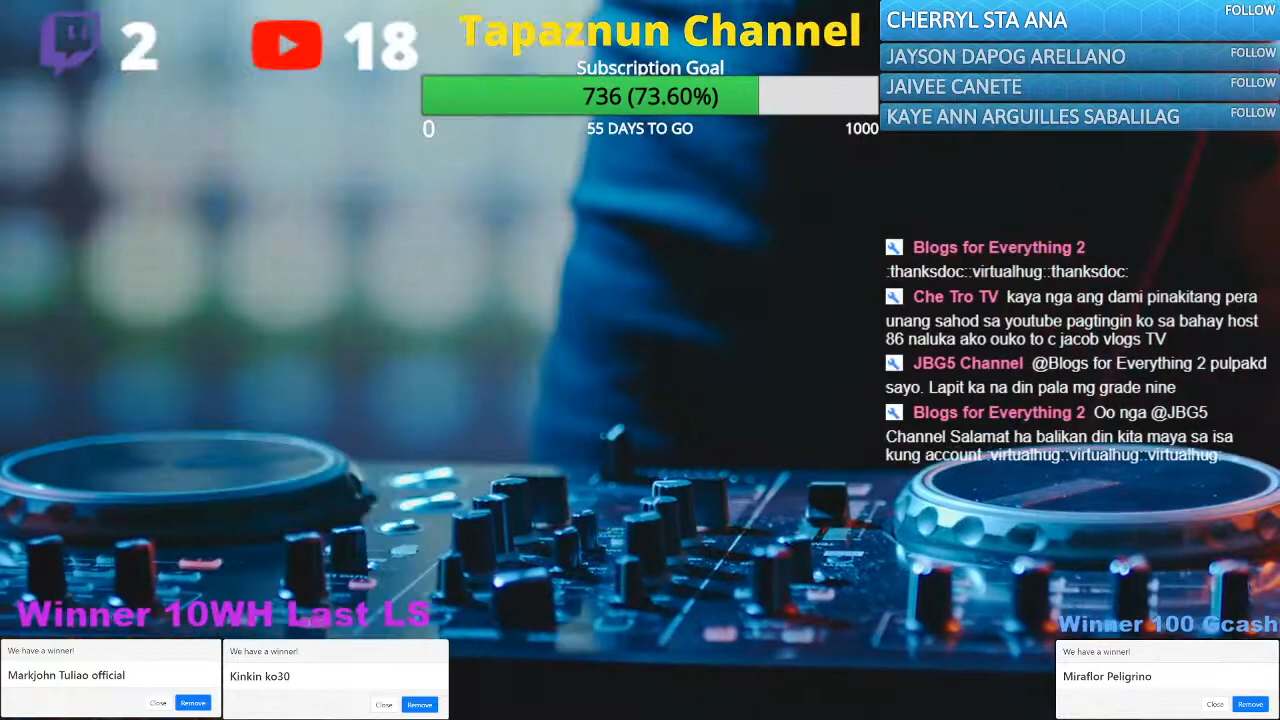 2
18
Tapaznun Channel
Subscription Goal
736 (73.60%)
0
55 DAYS TO GO
1000
CHERRYL STA ANA FOLLOW
JAYSON DAPOG ARELLANO FOLLOW
JAIVEE CANETE FOLLOW
KAYE ANN ARGUILLES SABALILAG FOLLOW
Blogs for Everything 2
:thanksdoc::virtualhug::thanksdoc:
Che Tro TV kaya nga ang dami pinakitang pera
unang sahod sa youtube pagtingin ko sa bahay host
86 naluka ako ouko to c jacob vlogs TV
JBG5 Channel @Blogs for Everything 2 pulpakd
sayo. Lapit ka na din pala mg grade nine
Blogs for Everything 2 Oo nga @JBG5
Channel Salamat ha balikan din kita maya sa isa
kung account :virtualhug::virtualhug::virtualhug:
Winner 10WH Last LS
We have a winner!
Markjohn Tuliao official
Close Remove
We have a winner!
Kinkin ko30
Close Remove
Winner 100 Gcash
We have a winner!
Miraflor Peligrino
Close Remove